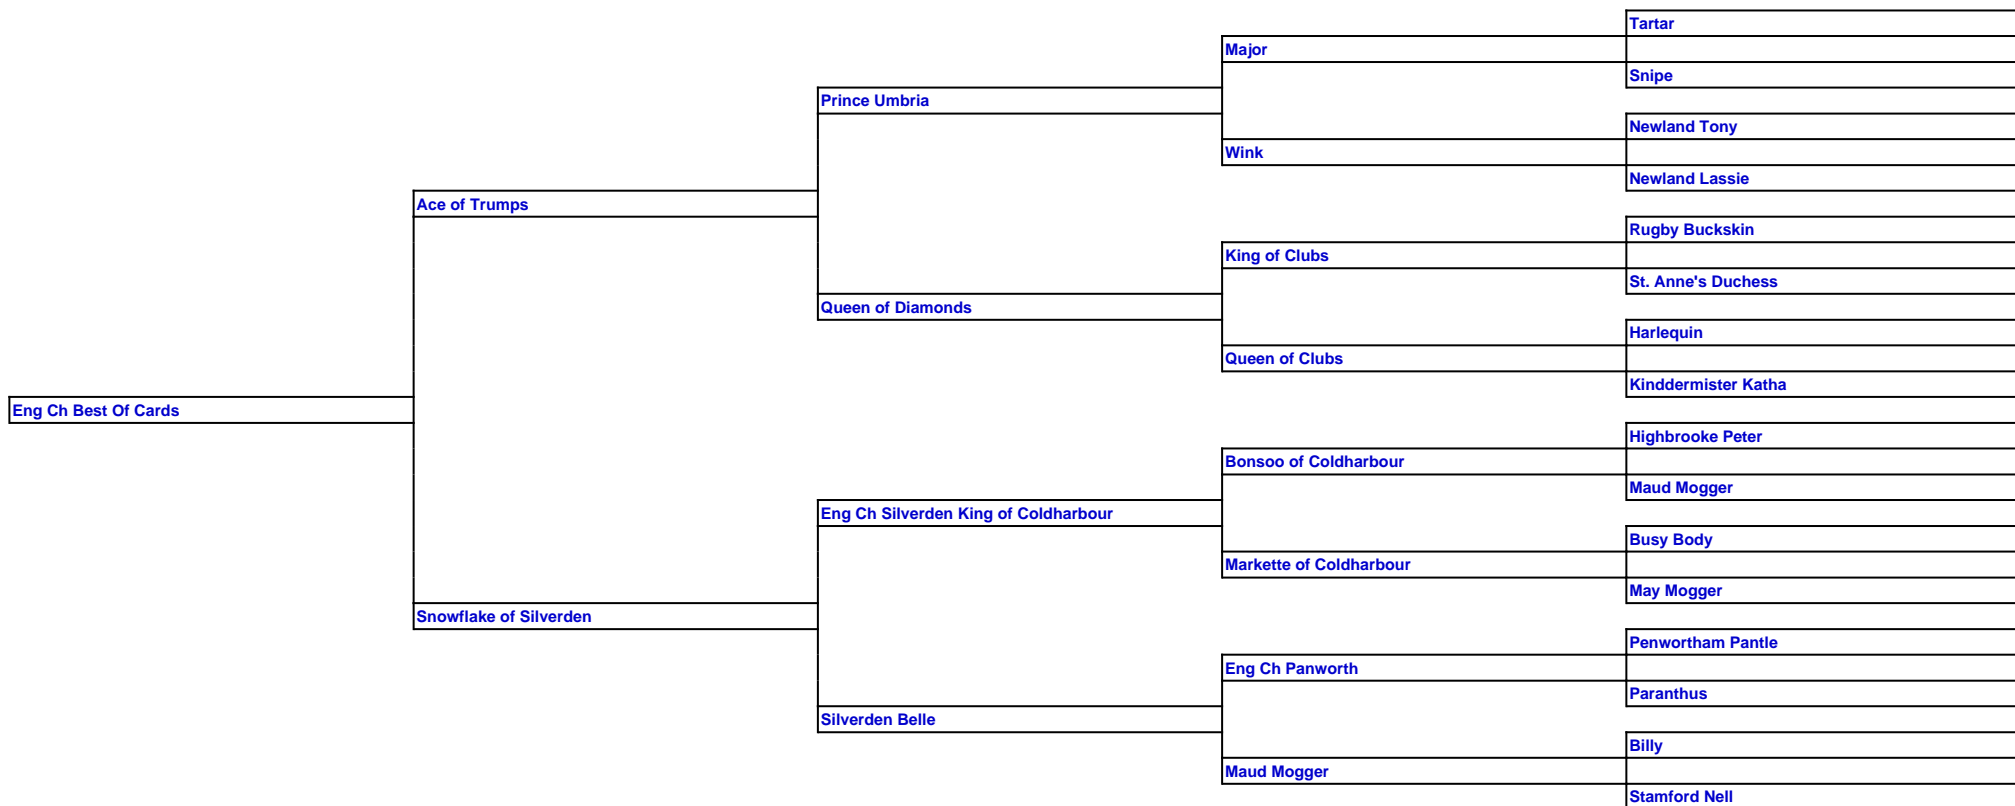 Tartar
Major
Snipe
Prince Umbria
Newland Tony
Wink
Newland Lassie
Ace of Trumps
Rugby Buckskin
King of Clubs
St. Anne's Duchess
Queen of Diamonds
Harlequin
Queen of Clubs
Kinddermister Katha
Eng Ch Best Of Cards
Highbrooke Peter
Bonsoo of Coldharbour
Maud Mogger
Eng Ch Silverden King of Coldharbour
Busy Body
Markette of Coldharbour
May Mogger
Snowflake of Silverden
Penwortham Pantle
Eng Ch Panworth
Paranthus
Silverden Belle
Billy
Maud Mogger
Stamford Nell